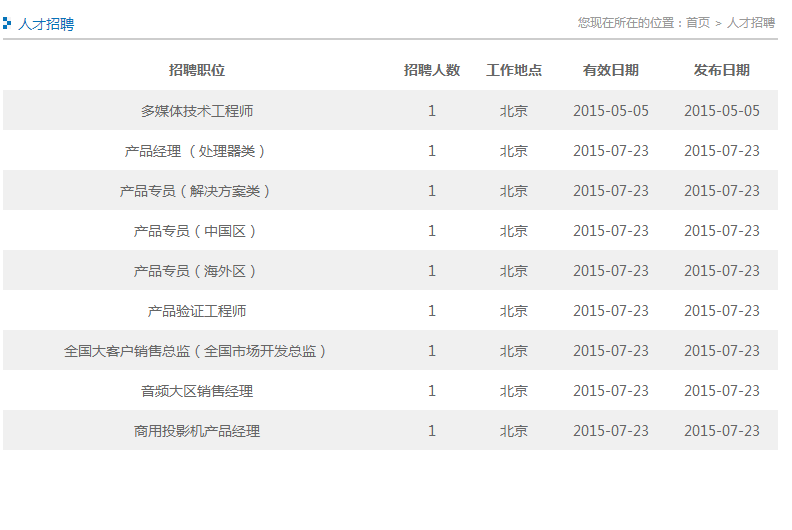 人才招聘 您现在所在的位置：首页 > 人才招聘
招聘职位 招聘人数 工作地点 有效日期 发布日期
多媒体技术工程师 1 北京 2015-05-05 2015-05-05
产品经理 （ 处理器类 ） 1 北京 2015-07-23 2015-07-23
产品专员（ 解决方案类 ） 1 北京 2015-07-23 2015-07-23
产品专员（ 中国区 ） 1 北京 2015-07-23 2015-07-23
产品专员（ 海外区 ） 1 北京 2015-07-23 2015-07-23
产品验证工程师 1 北京 2015-07-23 2015-07-23
全国大客户销售总监（ 全国市场开发总监 ） 1 北京 2015-07-23 2015-07-23
音频大区销售经理 1 北京 2015-07-23 2015-07-23
商用投影机产品经理 1 北京 2015-07-23 2015-07-23